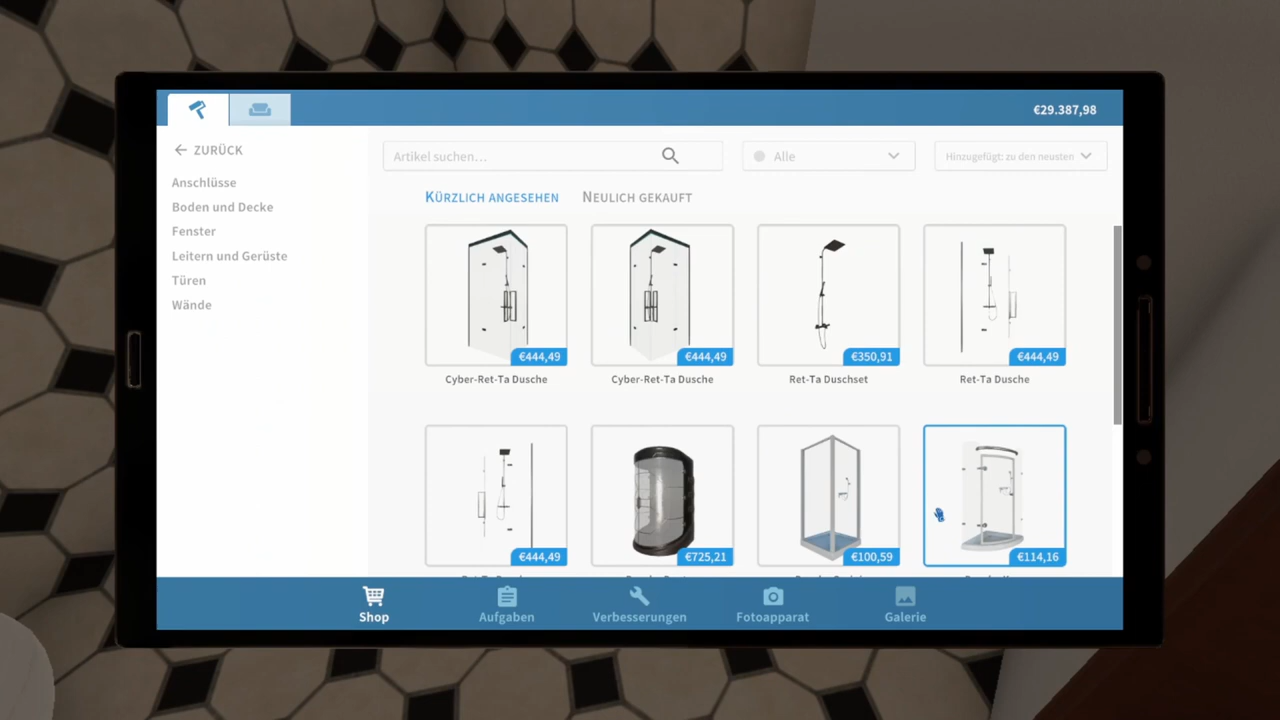 €29.387,98
ZURÜCK
Anschlüsse
Boden und Decke
Fenster
Leitern und Gerüste
Türen
Wände
Artikel suchen...
Alle
Hinzugefügt: zu den neusten
KÜRZLICH ANGESEHEN
NEULICH GEKAUFT
€444,49
€444,49
€350,91
€444,49
Cyber-Ret-Ta Dusche
Cyber-Ret-Ta Dusche
Ret-Ta Duschset
Ret-Ta Dusche
€444,49
€725,21
€100,59
€114,16
Shop
Aufgaben
Verbesserungen
Fotoapparat
Galerie